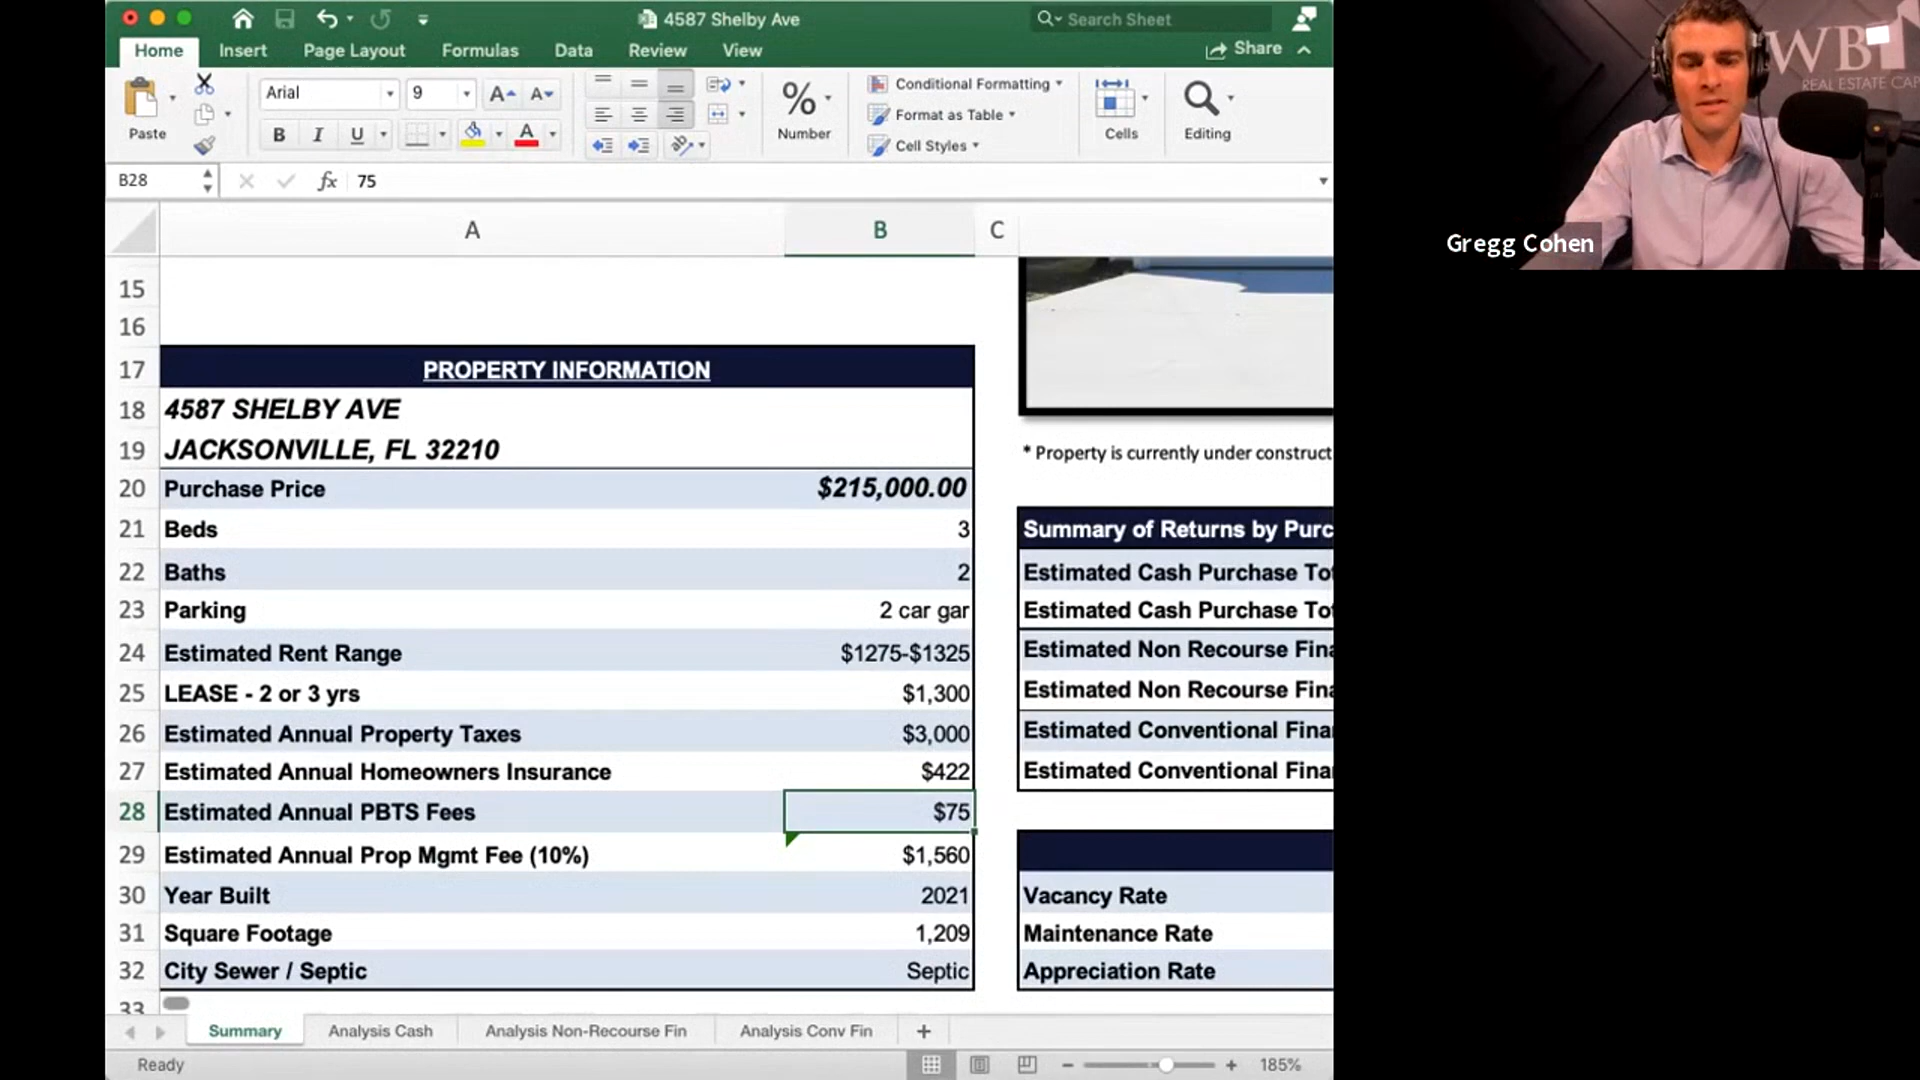 4587 Shelby Ave
Search Sheet
Home Insert Page Layout Formulas Data Review View Share
Paste
Arial 9
B I U A
A A
% Number
Conditional Formatting
Format as Table
Cell Styles
Cells
Editing
B28 fx 75
A B C
15
16
17 PROPERTY INFORMATION
18 4587 SHELBY AVE
19 JACKSONVILLE, FL 32210
20 Purchase Price $215,000.00
21 Beds 3
22 Baths 2
23 Parking 2 car gar
24 Estimated Rent Range $1275-$1325
25 LEASE - 2 or 3 yrs $1,300
26 Estimated Annual Property Taxes $3,000
27 Estimated Annual Homeowners Insurance $422
28 Estimated Annual PBTS Fees $75
29 Estimated Annual Prop Mgmt Fee (10%) $1,560
30 Year Built 2021
31 Square Footage 1,209
32 City Sewer / Septic Septic
33
* Property is currently under construct
Summary of Returns by Purc
Estimated Cash Purchase Tot
Estimated Cash Purchase Tot
Estimated Non Recourse Fina
Estimated Non Recourse Fina
Estimated Conventional Finar
Estimated Conventional Finar
Vacancy Rate
Maintenance Rate
Appreciation Rate
Summary Analysis Cash Analysis Non-Recourse Fin Analysis Conv Fin +
Ready 185%
WB
REAL ESTATE CAP
Gregg Cohen